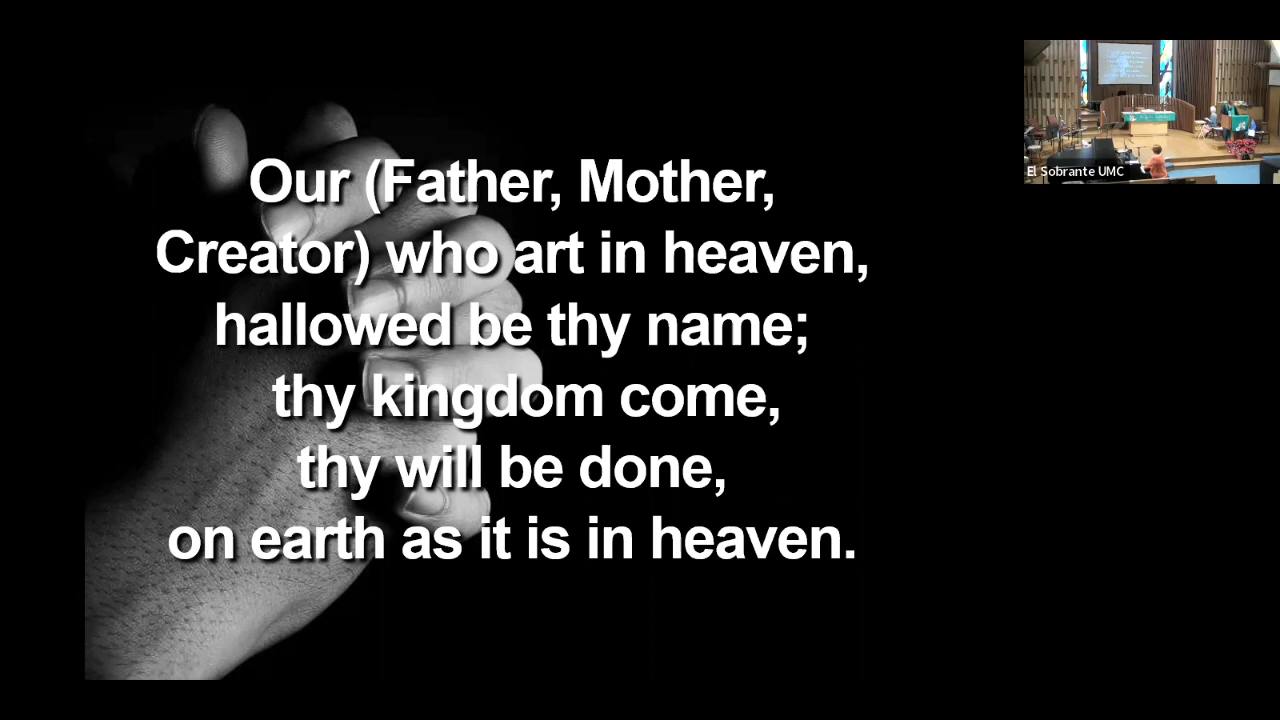 Our (Father, Mother,
Creator) who art in heaven,
hallowed be thy name;
thy kingdom come,
thy will be done,
on earth as it is in heaven.
El Sobrante UMC